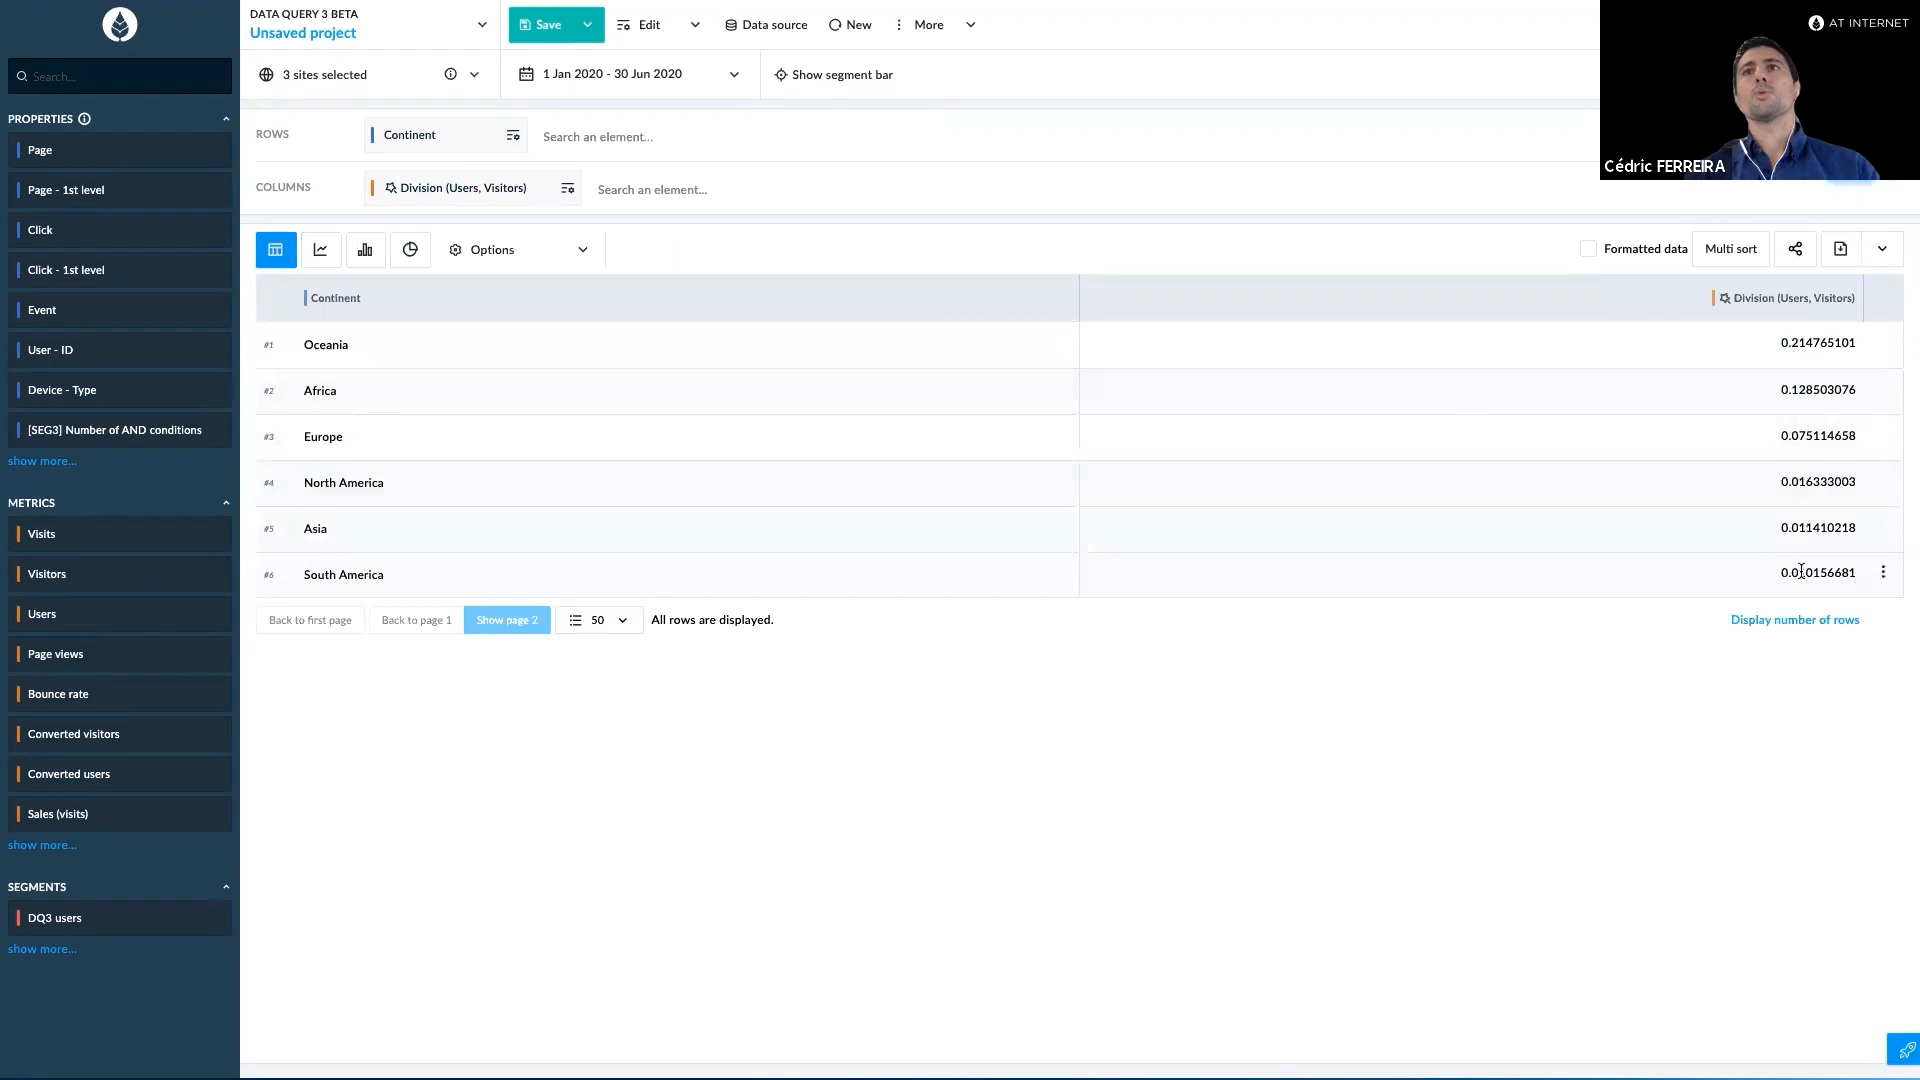 DATA QUERY 3 BETA
Unsaved project
Save
Edit
Data source
New
More
AT INTERNET
Search...
3 sites selected
1 Jan 2020 - 30 Jun 2020
Show segment bar
PROPERTIES
Page
Page - 1st level
Click
Click - 1st level
Event
User - ID
Device - Type
[SEG3] Number of AND conditions
show more...
METRICS
Visits
Visitors
Users
Page views
Bounce rate
Converted visitors
Converted users
Sales (visits)
show more...
SEGMENTS
DQ3 users
show more...
ROWS
Continent
Search an element...
COLUMNS
Division (Users, Visitors)
Search an element...
Cédric FERREIRA
Options
Formatted data
Multi sort
Continent
Division (Users, Visitors)
#1 Oceania 0.214765101
#2 Africa 0.128503076
#3 Europe 0.075114658
#4 North America 0.016333003
#5 Asia 0.011410218
#6 South America 0.010156681
Back to first page
Back to page 1
Show page 2
50
All rows are displayed.
Display number of rows